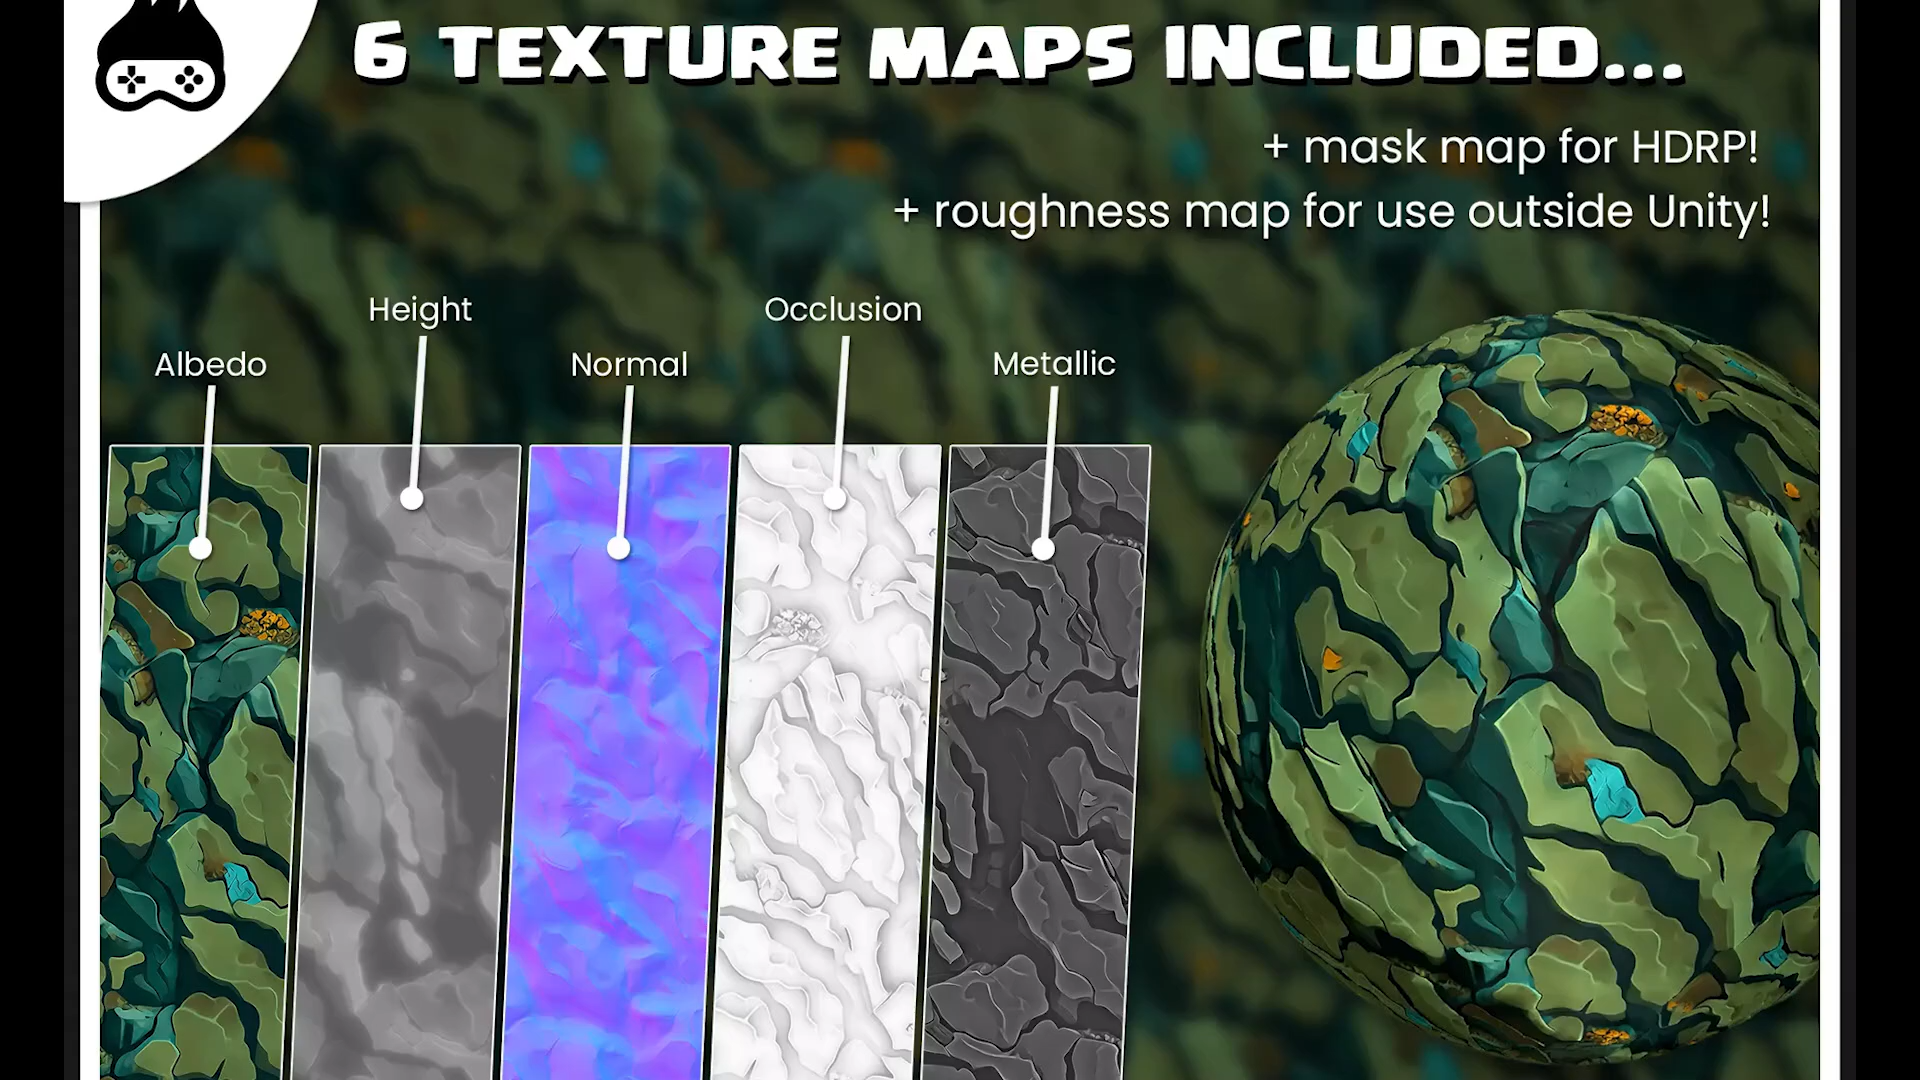 6 TEXTURE MAPS INCLUDED...
+ mask map for HDRP!
+ roughness map for use outside Unity!
Height
Occlusion
Albedo
Normal
Metallic